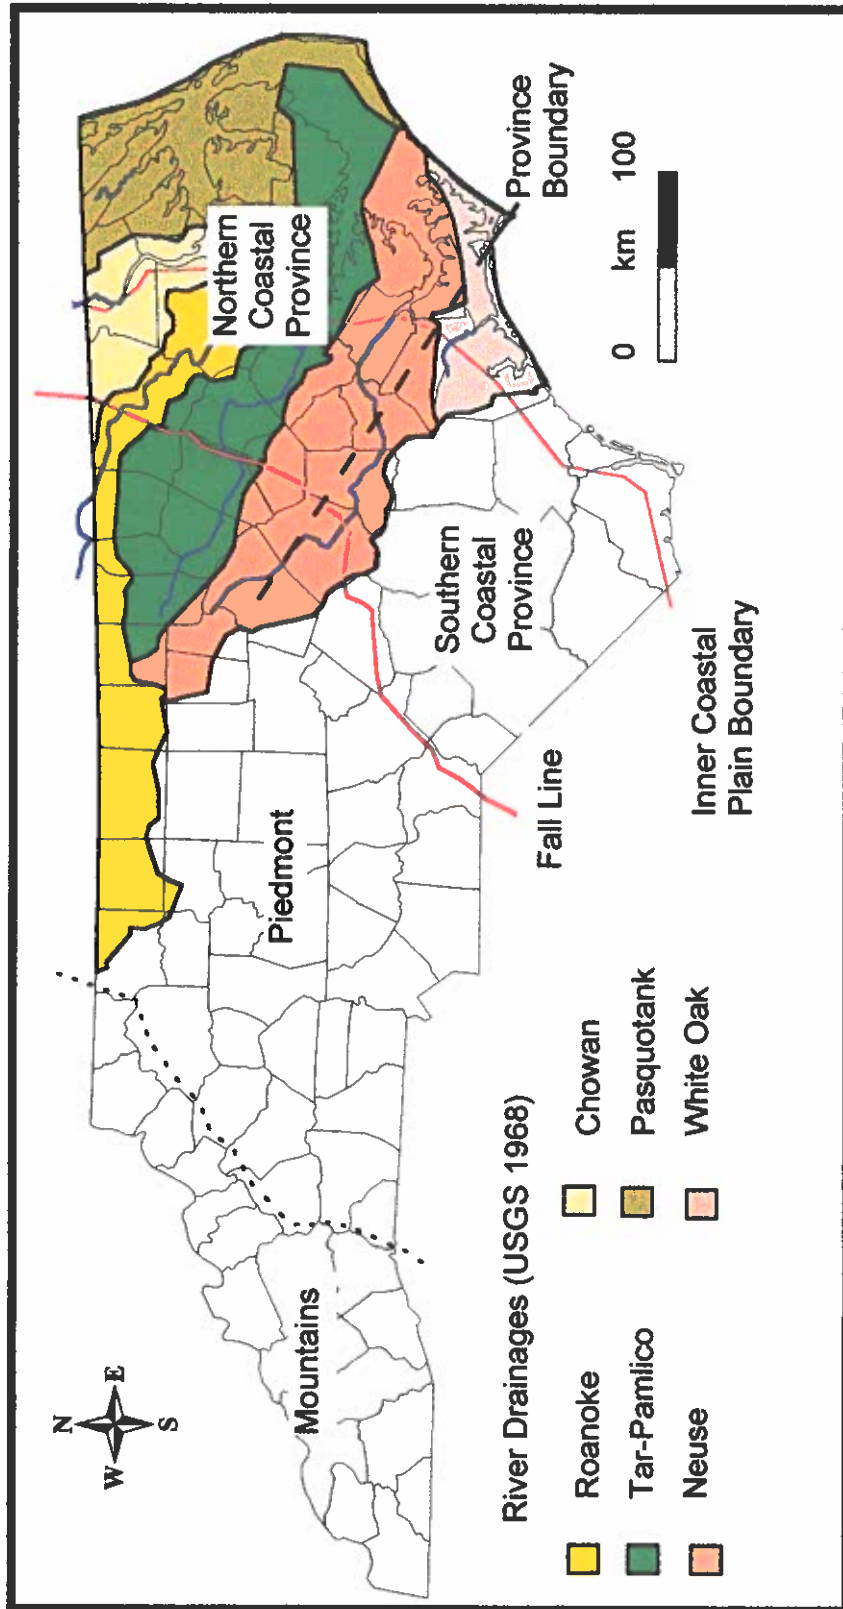 N
W E
S
Mountains
Piedmont
Northern
Coastal
Province
Southern
Coastal
Province
Province
Boundary
0 km 100
Fall Line
Inner Coastal
Plain Boundary
River Drainages (USGS 1968)
Roanoke
Chowan
Tar-Pamlico
Pasquotank
Neuse
White Oak